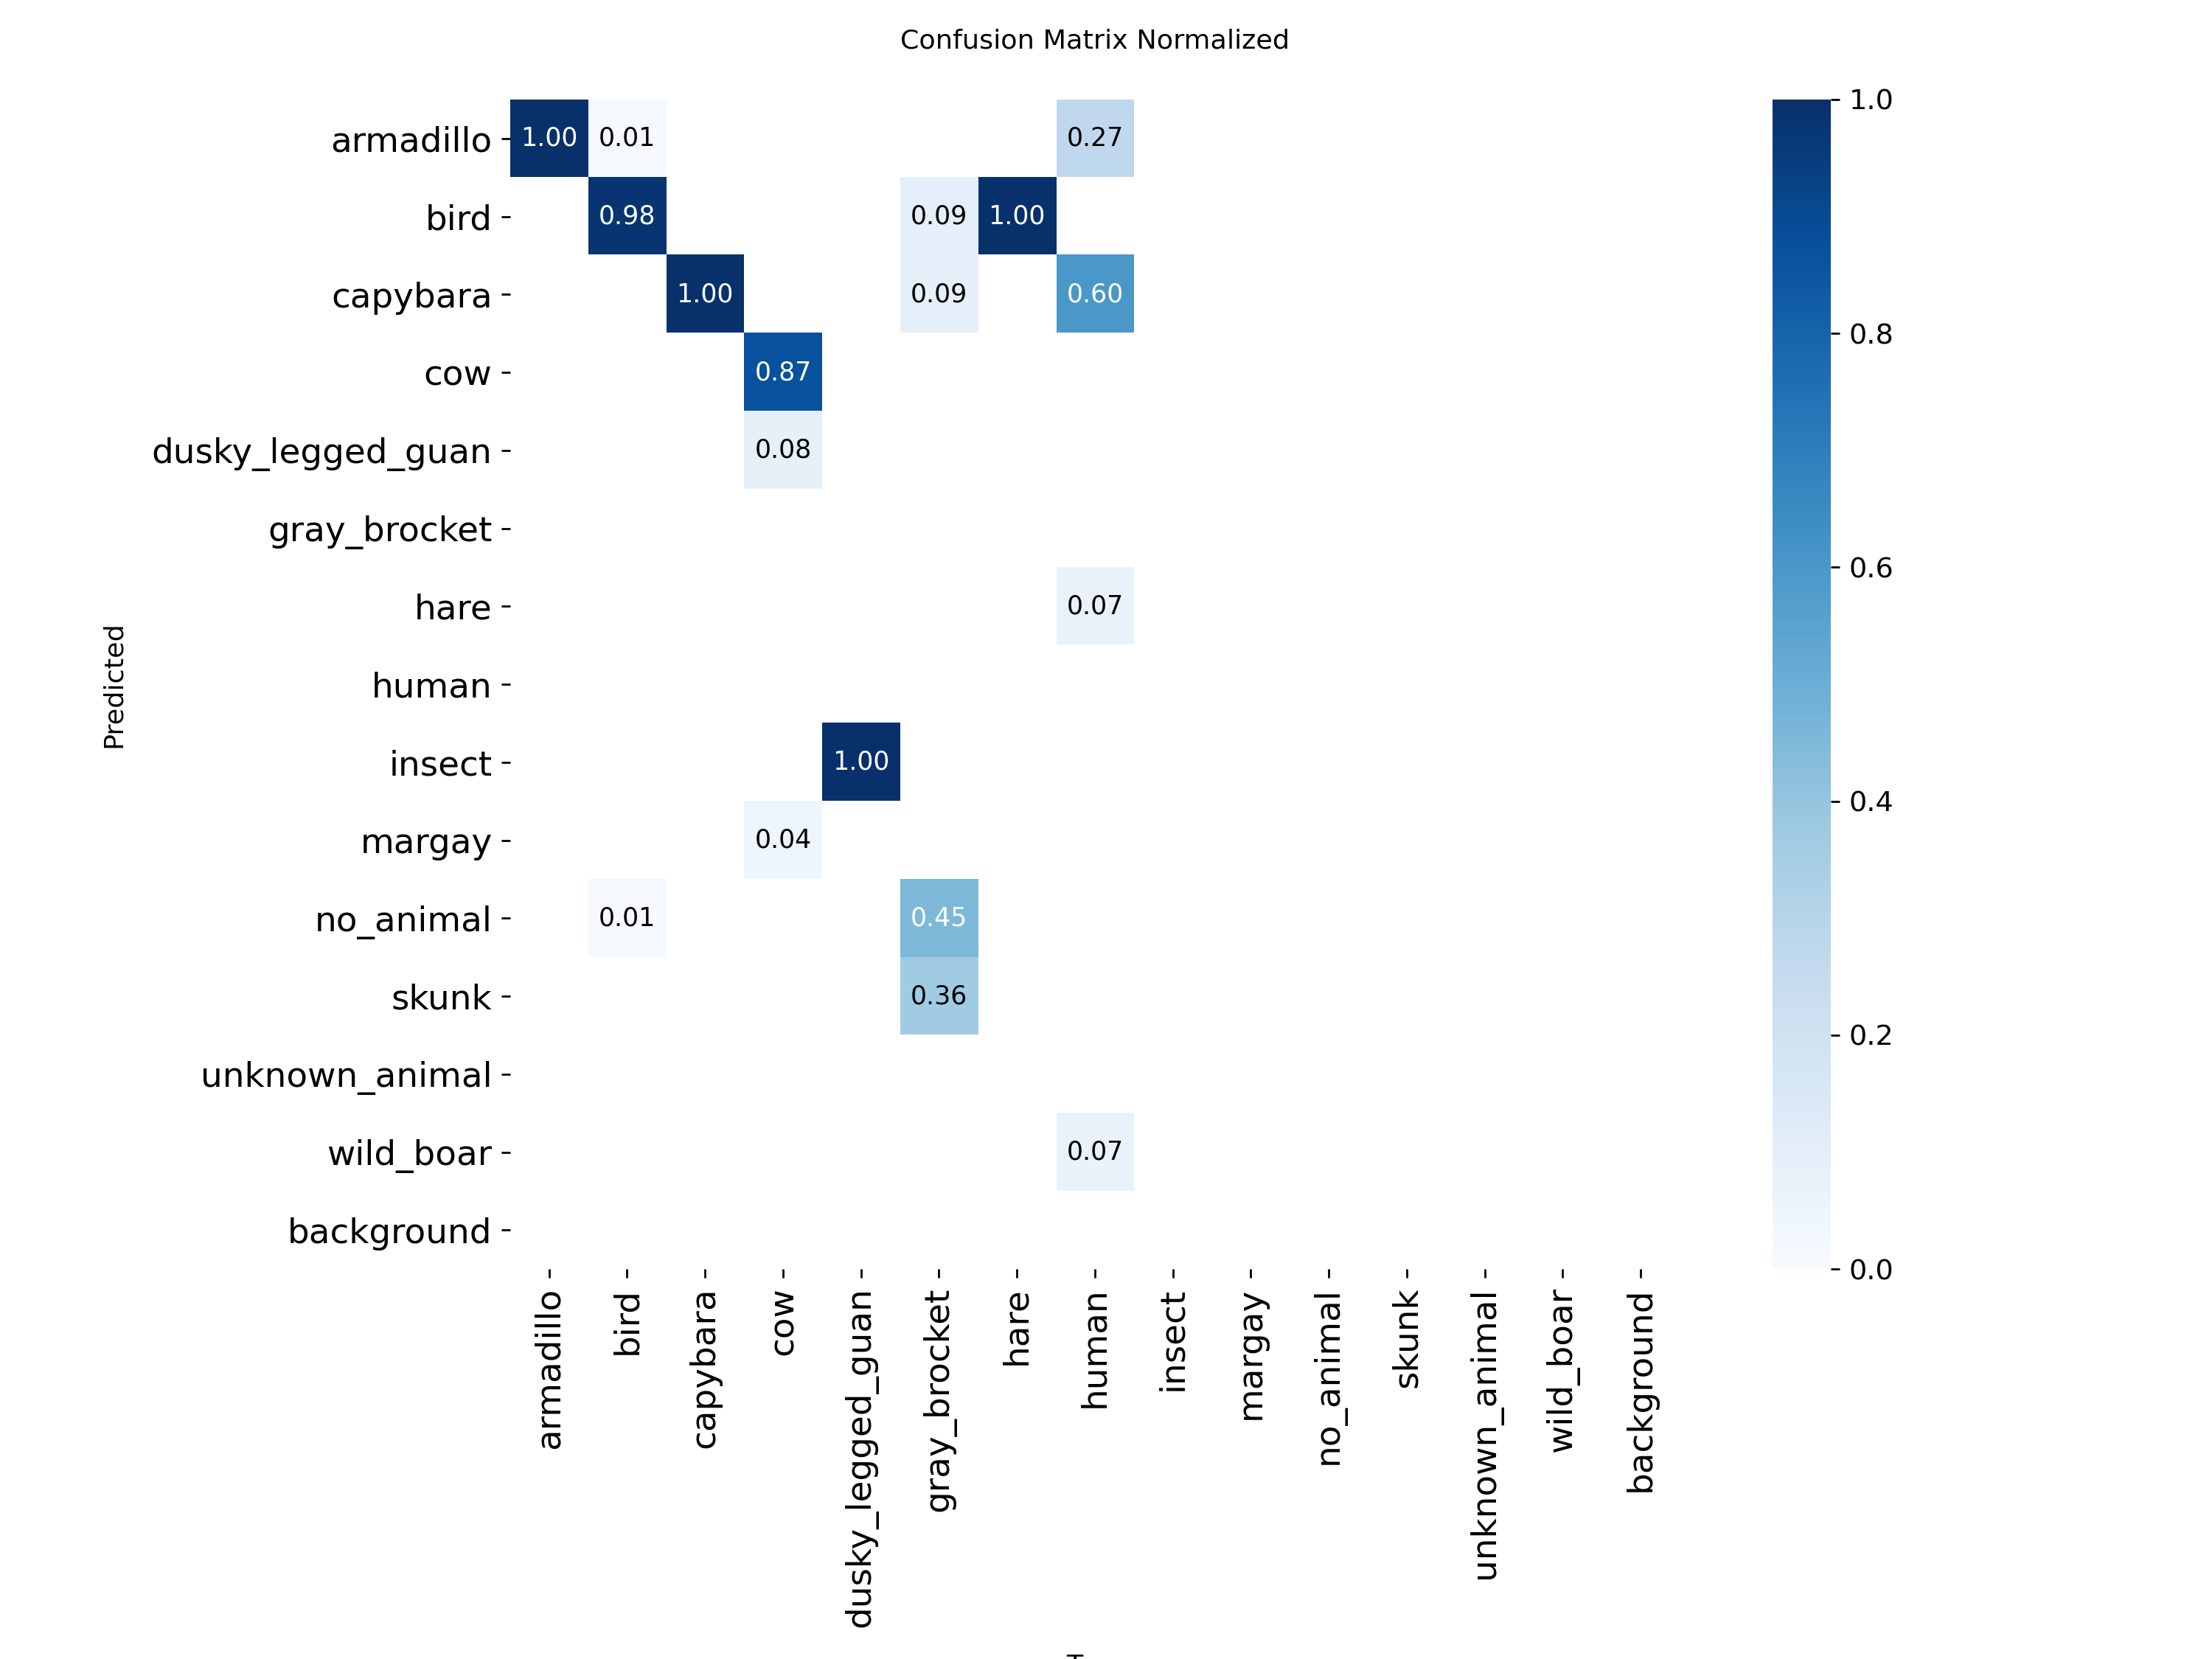 Confusion Matrix Normalized
armadillo 1.00 0.01 0.27 1.0
bird 0.98 0.09 1.00
capybara 1.00 0.09 0.60
0.8
cow 0.87
dusky_legged_guan 0.08
gray_brocket
0.6
hare 0.07
Predicted
human
insect 1.00
0.4
margay 0.04
no_animal 0.01 0.45
skunk 0.36
0.2
unknown_animal
wild_boar 0.07
background
0.0
armadillo
bird
capybara
cow
dusky_legged_guan
gray_brocket
hare
human
insect
margay
no_animal
skunk
unknown_animal
wild_boar
background